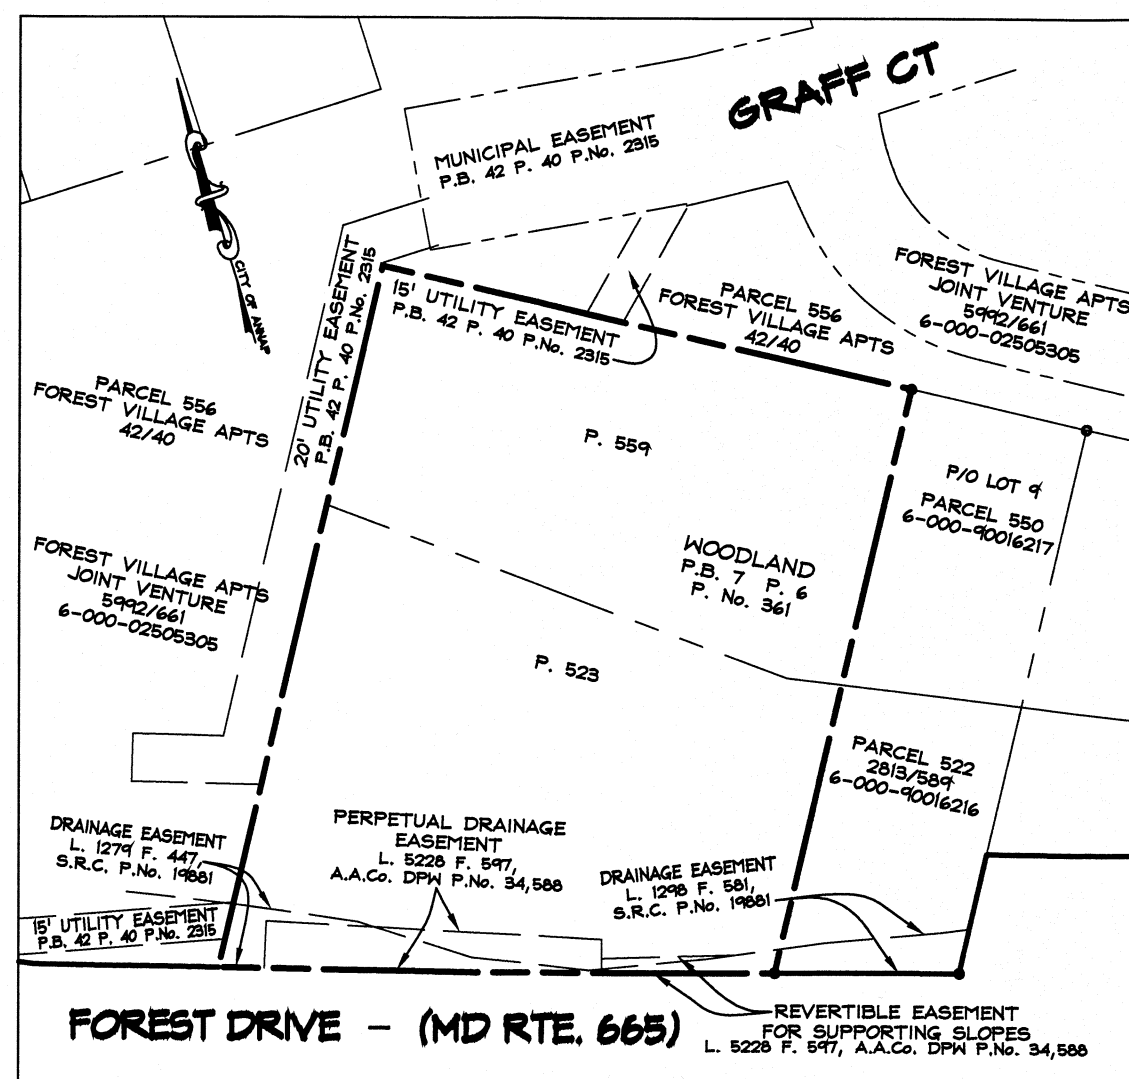 GRAFF CT
MUNICIPAL EASEMENT
P.B. 42 P. 40 P.No. 2315
CITY OF ANNAP
20' UTILITY EASEMENT
P.B. 42 P. 40 P.No. 2315
15' UTILITY EASEMENT
P.B. 42 P. 40 P.No. 2315
PARCEL 556
FOREST VILLAGE APTS
42/40
FOREST VILLAGE APTS
JOINT VENTURE
5992/661
6-000-02505305
PARCEL 556
FOREST VILLAGE APTS
42/40
P. 559
P/O LOT 9
PARCEL 550
6-000-90016217
FOREST VILLAGE APTS
JOINT VENTURE
5992/661
6-000-02505305
WOODLAND
P.B. 7 P. 6
P. No. 361
P. 523
PARCEL 522
2813/589
6-000-90016216
DRAINAGE EASEMENT
L. 1279 F. 447,
S.R.C. P.No. 19881
PERPETUAL DRAINAGE
EASEMENT
L. 5228 F. 597,
A.A.Co. DPW P.No. 34,588
DRAINAGE EASEMENT
L. 1298 F. 581,
S.R.C. P.No. 19881
15' UTILITY EASEMENT
P.B. 42 P. 40 P.No. 2315
FOREST DRIVE - (MD RTE. 665)
REVERTIBLE EASEMENT
FOR SUPPORTING SLOPES
L. 5228 F. 597, A.A.Co. DPW P.No. 34,588